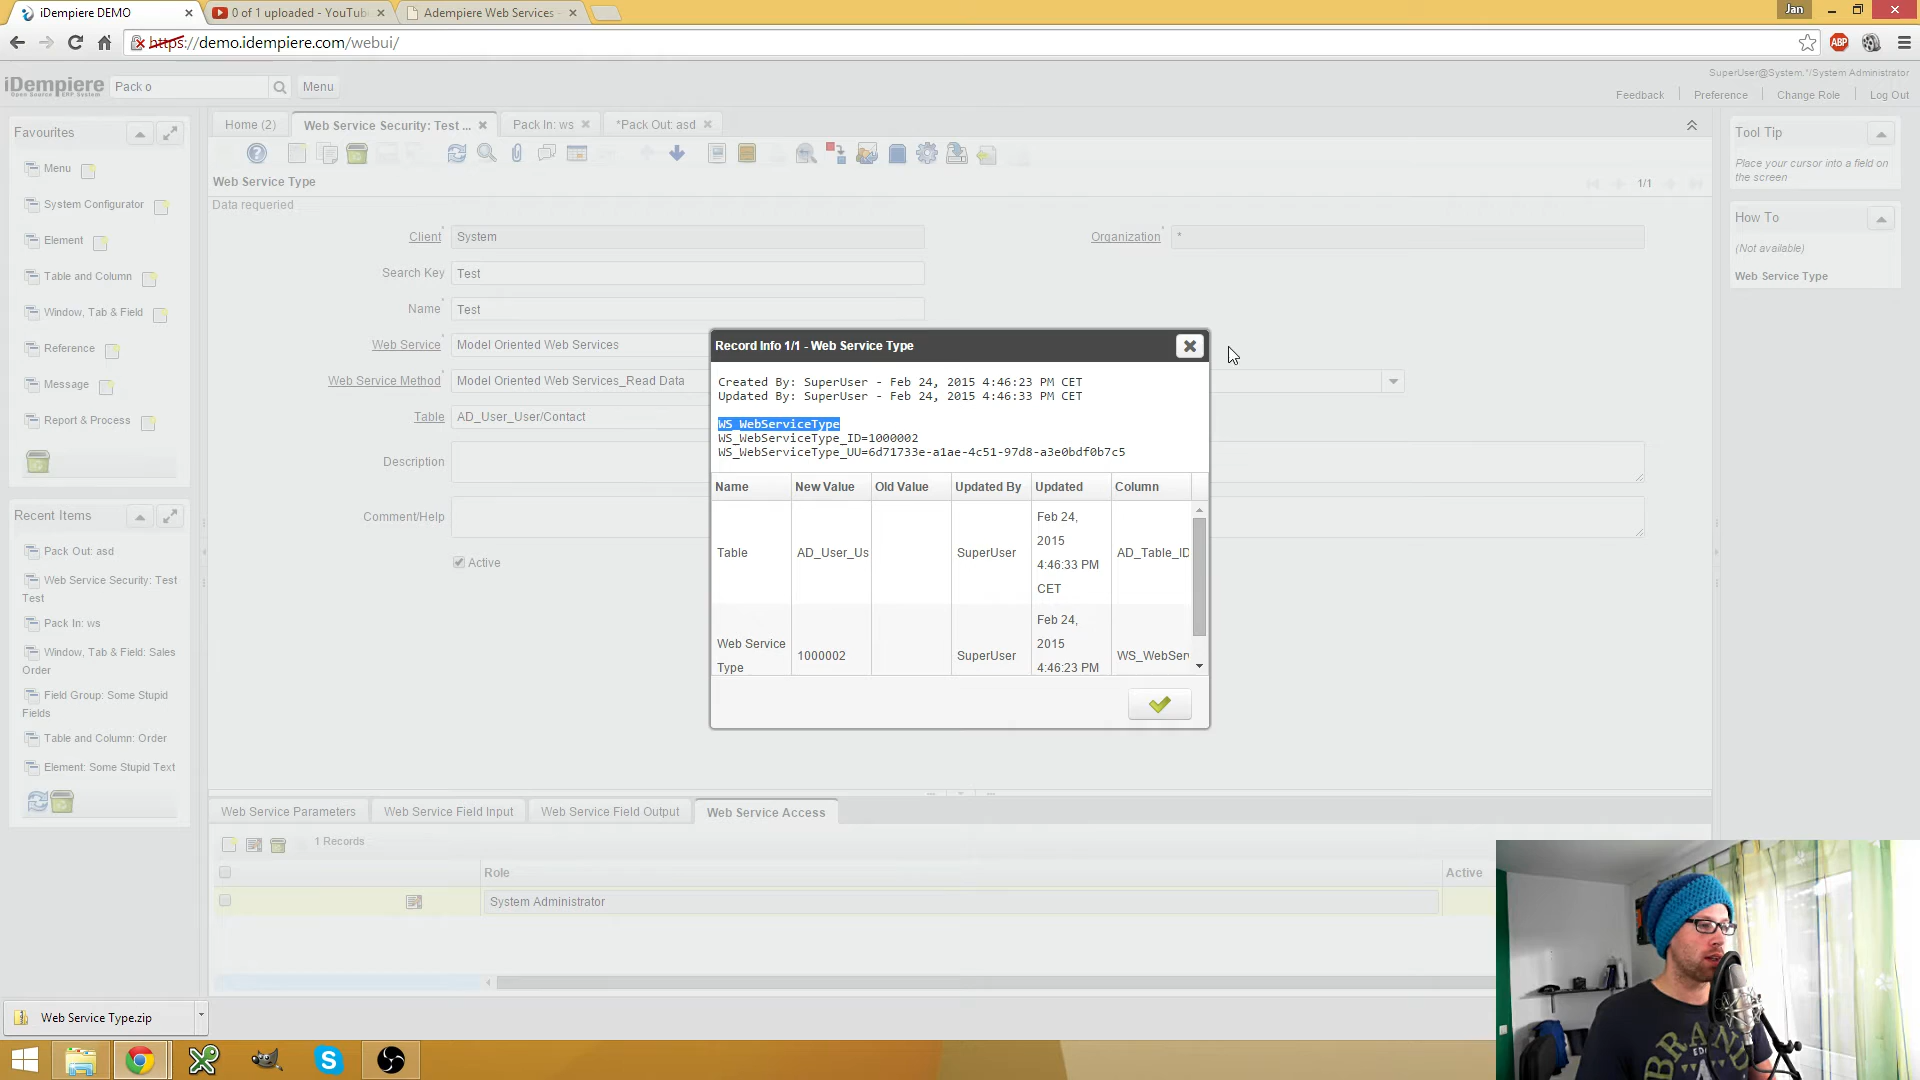 iDempiere DEMO
0 of 1 uploaded - YouTube
Adempiere Web Services -
Jan
https://demo.idempiere.com/webui/
ABP
iDempiere
Open Source ERP System
Pack o
Menu
SuperUser@System.*/System Administrator
Feedback
Preference
Change Role
Log Out
Favourites
Menu
System Configurator
Element
Table and Column
Window, Tab & Field
Reference
Message
Report & Process
Recent Items
Pack Out: asd
Web Service Security: Test
Test
Pack In: ws
Window, Tab & Field: Sales
Order
Field Group: Some Stupid
Fields
Table and Column: Order
Element: Some Stupid Text
Home (2)
Web Service Security: Test ...
Pack In: ws
*Pack Out: asd
Web Service Type
1/1
Data requeried
Client
System
Organization
*
Search Key
Test
Name
Test
Web Service
Model Oriented Web Services
Web Service Method
Model Oriented Web Services_Read Data
Table
AD_User_User/Contact
Description
Comment/Help
Active
Record Info 1/1 - Web Service Type
Created By: SuperUser - Feb 24, 2015 4:46:23 PM CET
Updated By: SuperUser - Feb 24, 2015 4:46:33 PM CET
WS_WebServiceType
WS_WebServiceType_ID=1000002
WS_WebServiceType_UU=6d71733e-a1ae-4c51-97d8-a3e0bdf0b7c5
Name
New Value
Old Value
Updated By
Updated
Column
Table
AD_User_Us
SuperUser
Feb 24,
2015
4:46:33 PM
CET
AD_Table_ID
Web Service
Type
1000002
SuperUser
Feb 24,
2015
4:46:23 PM
WS_WebSer
Tool Tip
Place your cursor into a field on
the screen
How To
(Not available)
Web Service Type
Web Service Parameters
Web Service Field Input
Web Service Field Output
Web Service Access
1 Records
Role
Active
System Administrator
Web Service Type.zip
BRAND